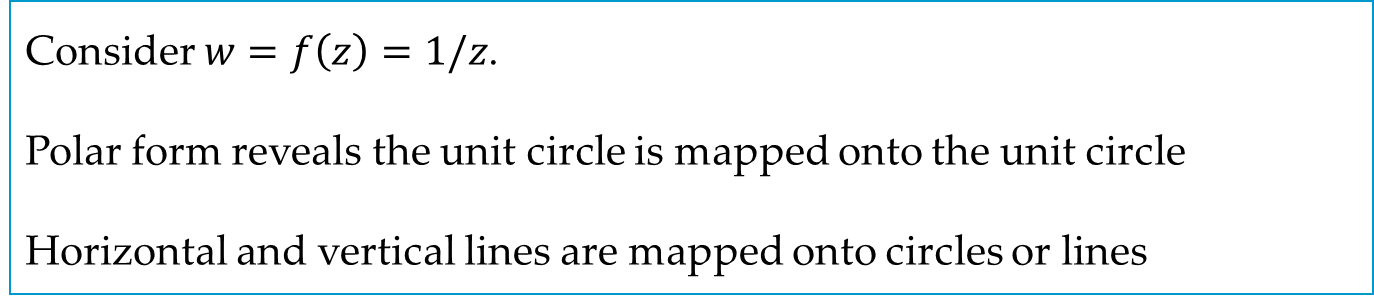 Consider w = f(z) = 1/z.
Polar form reveals the unit circle is mapped onto the unit circle
Horizontal and vertical lines are mapped onto circles or lines